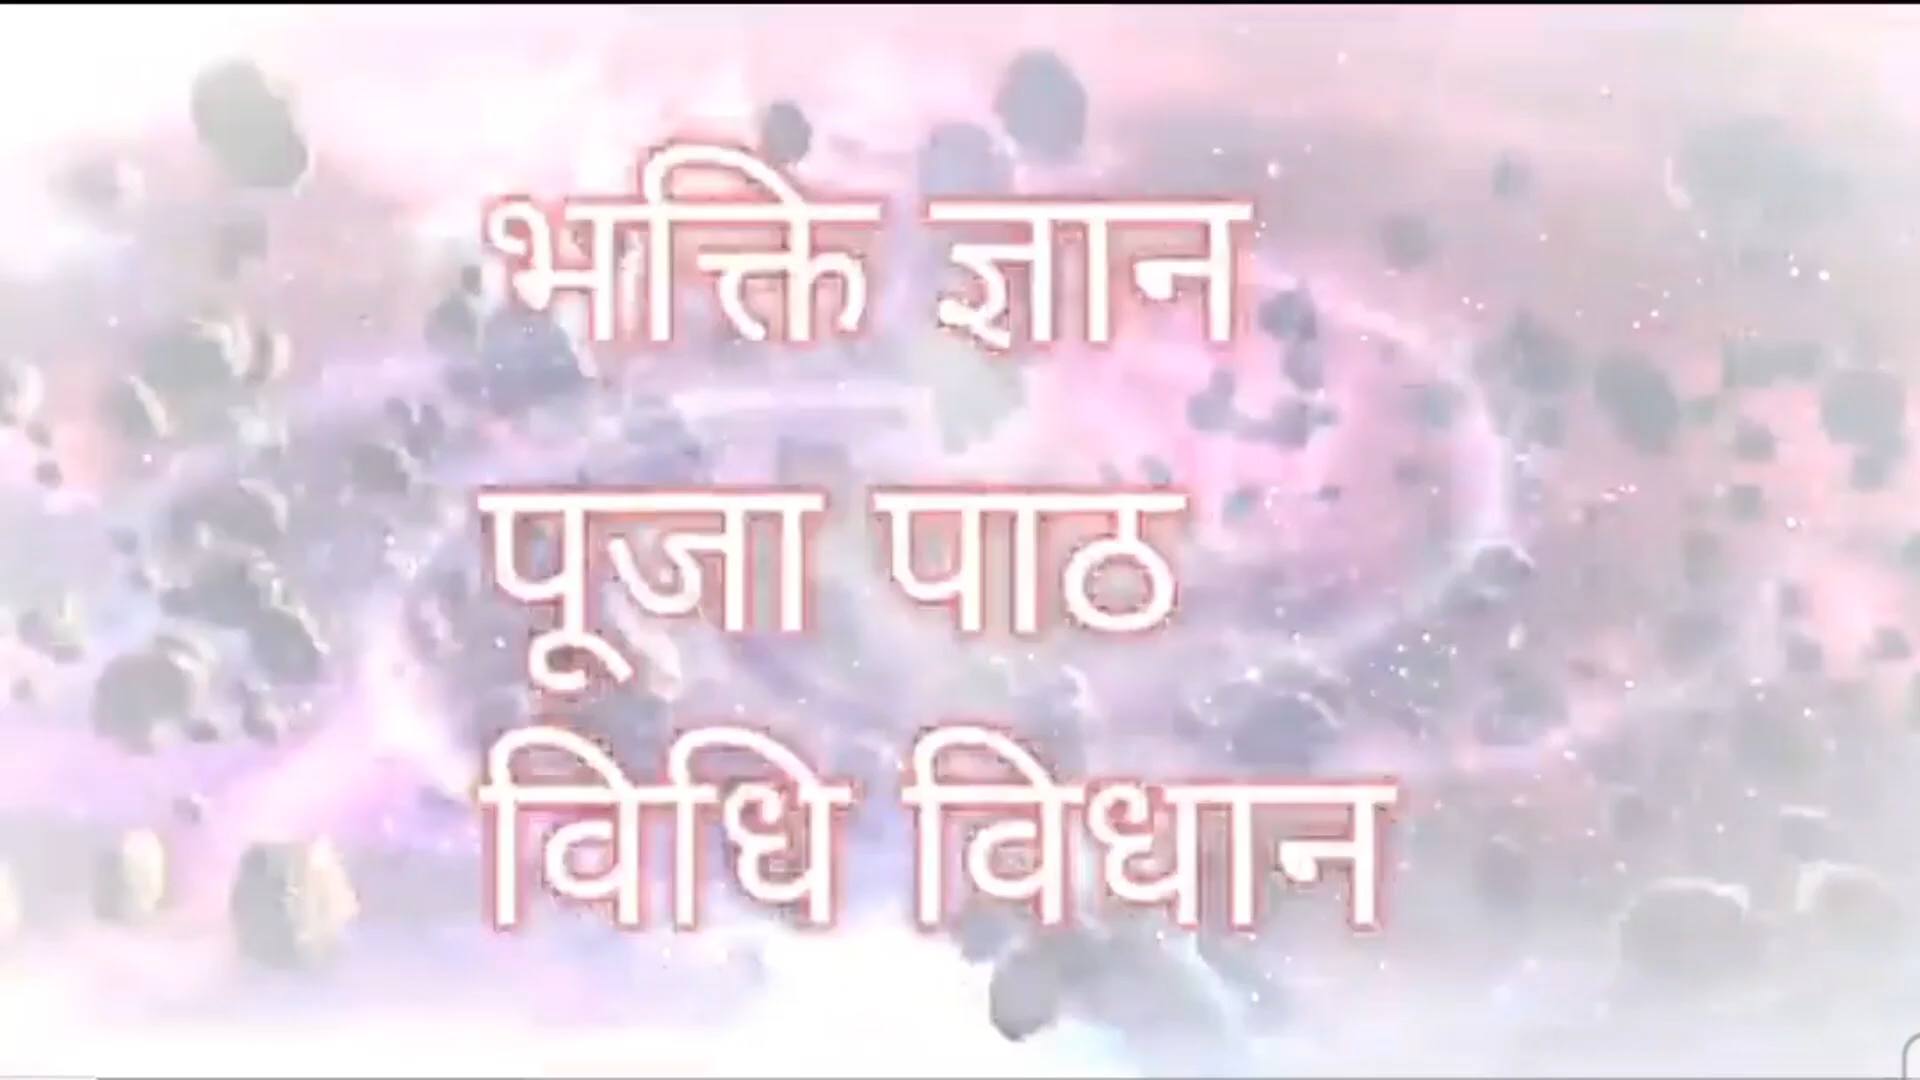 भक्ति ज्ञान
पूजा पाठ
विधि विधान